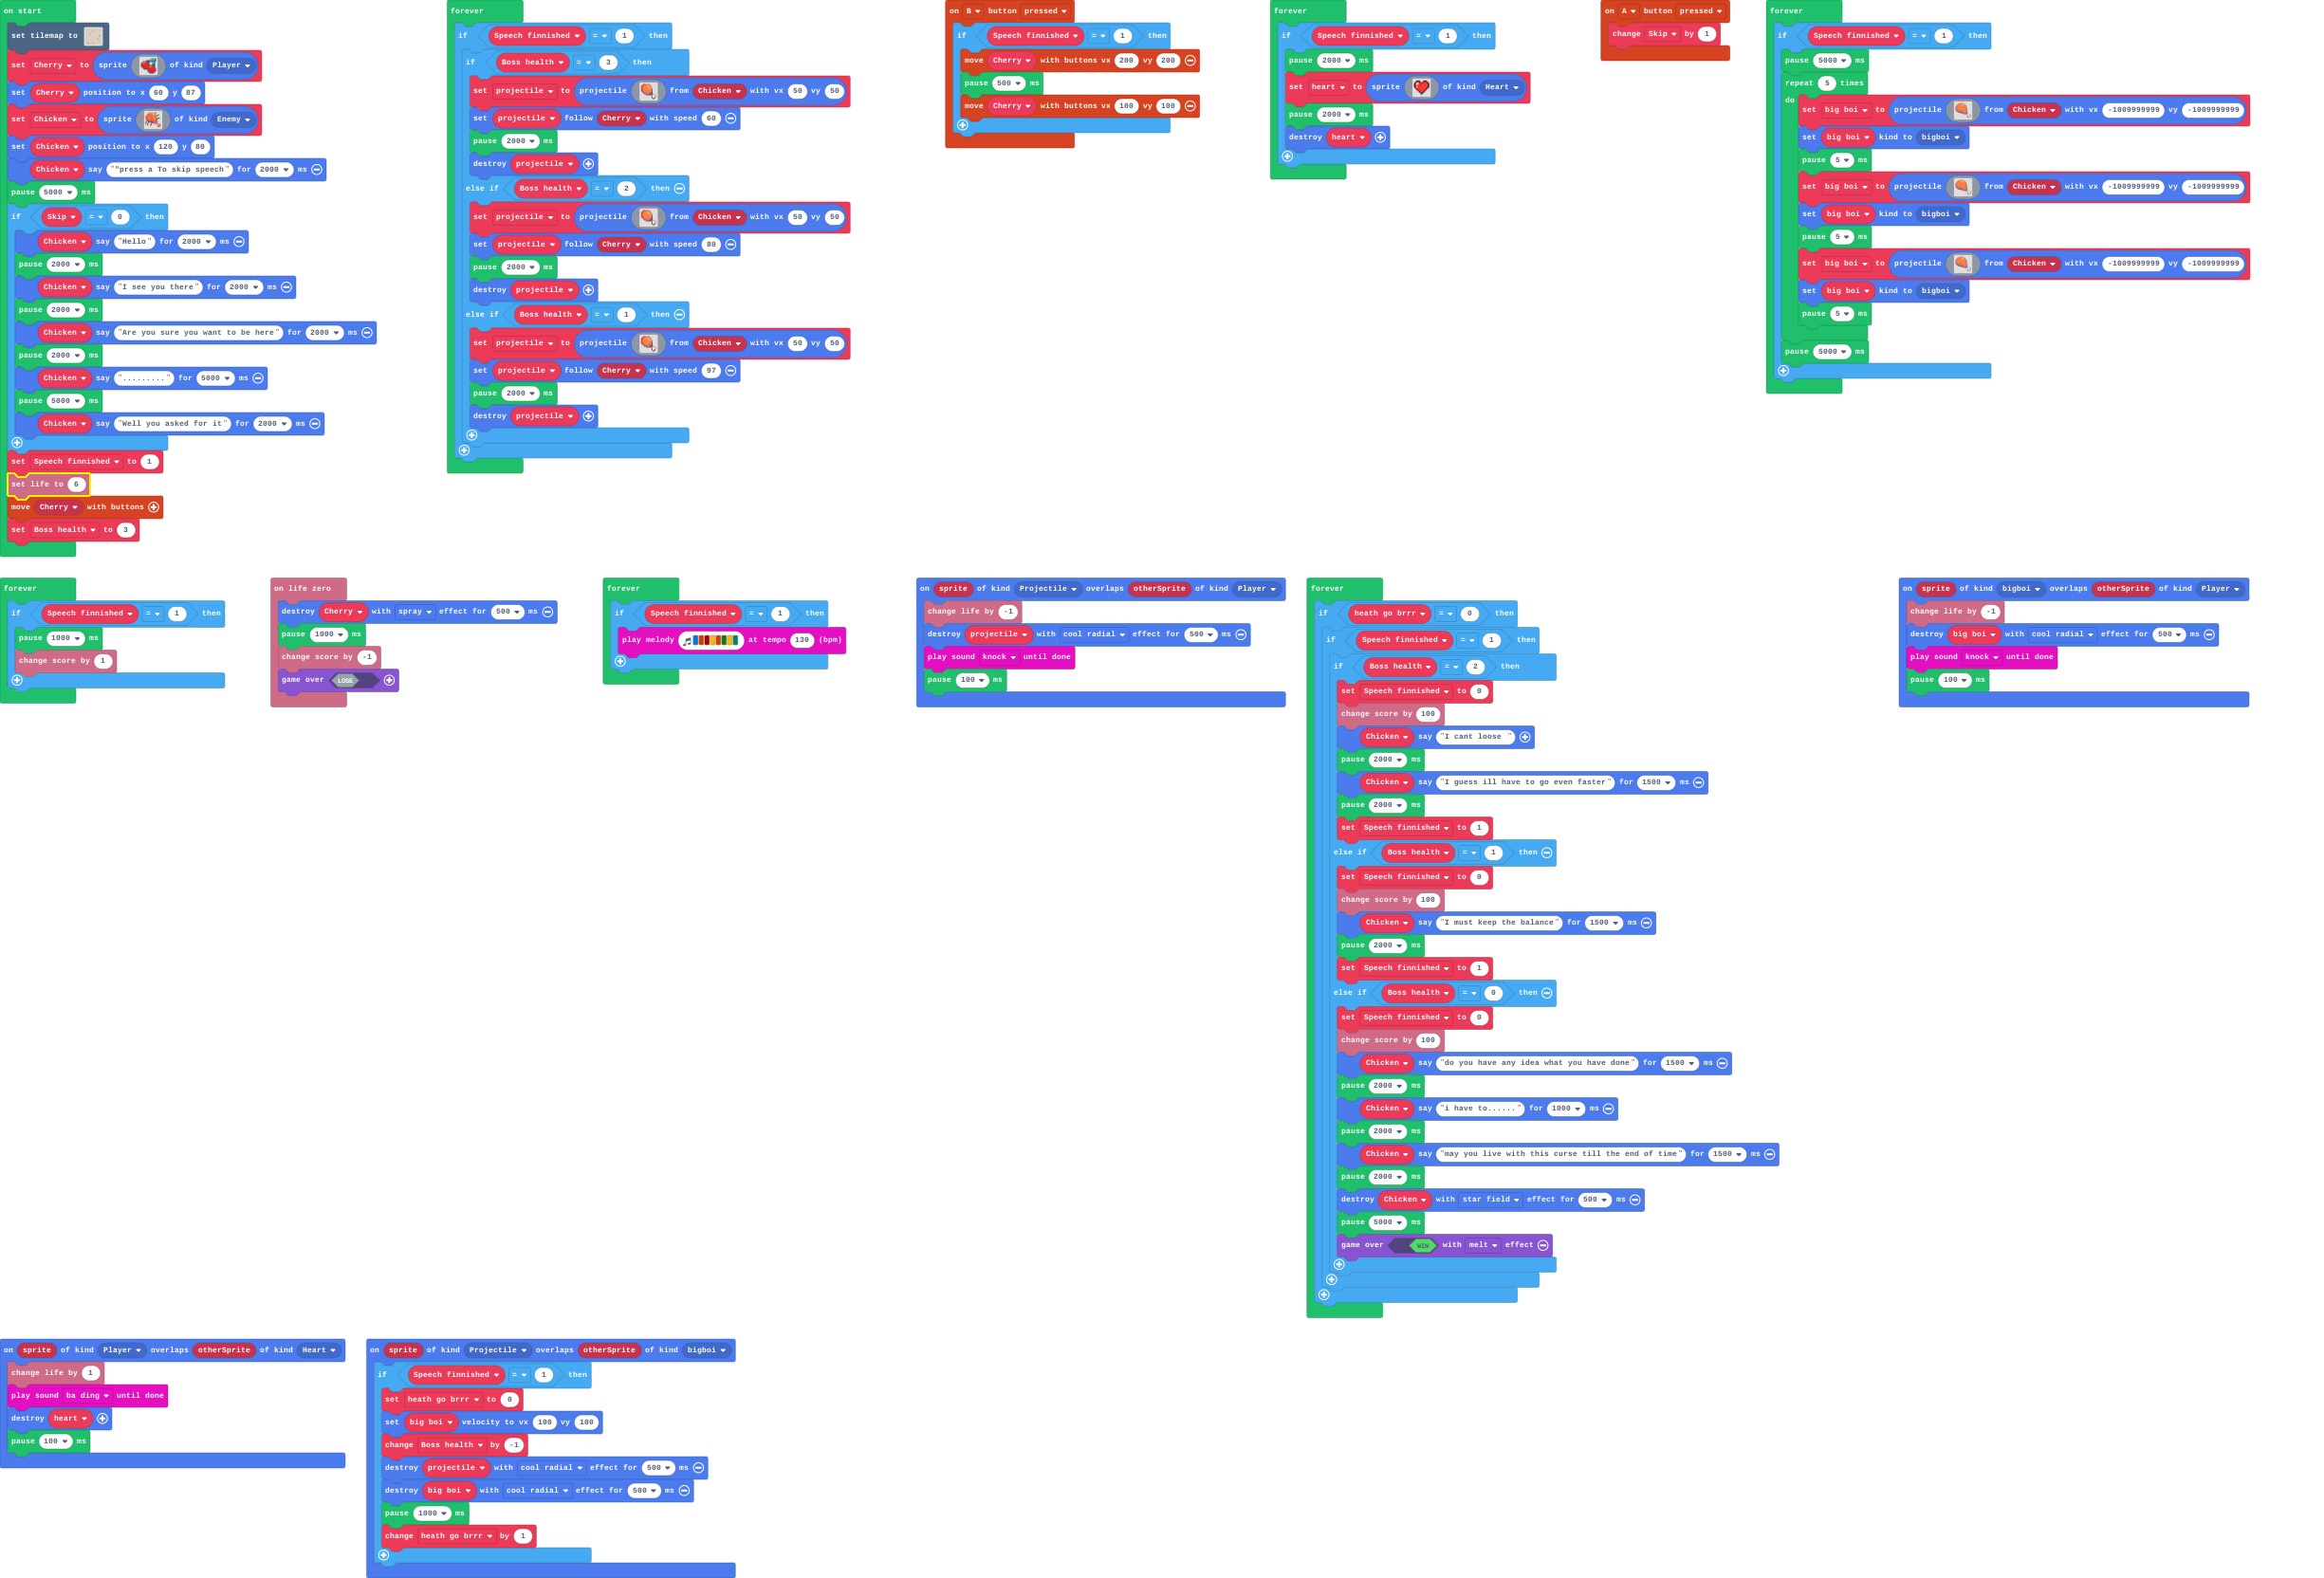 on start
set tilemap to
set Cherry to sprite of kind Player
set Cherry position to x 60 y 87
set Chicken to sprite of kind Enemy
set Chicken position to x 120 y 80
Chicken say ""press a To skip speech" for 2000 ms
pause 5000 ms
if Skip = 0 then
Chicken say "Hello" for 2000 ms
pause 2000 ms
Chicken say "I see you there" for 2000 ms
pause 2000 ms
Chicken say "Are you sure you want to be here" for 2000 ms
pause 2000 ms
Chicken say "........." for 5000 ms
pause 5000 ms
Chicken say "Well you asked for it" for 2000 ms
set Speech finnished to 1
set life to 6
move Cherry with buttons
set Boss health to 3
forever
if Speech finnished = 1 then
if Boss health = 3 then
set projectile to projectile from Chicken with vx 50 vy 50
set projectile follow Cherry with speed 60
pause 2000 ms
destroy projectile
else if Boss health = 2 then
set projectile to projectile from Chicken with vx 50 vy 50
set projectile follow Cherry with speed 80
pause 2000 ms
destroy projectile
else if Boss health = 1 then
set projectile to projectile from Chicken with vx 50 vy 50
set projectile follow Cherry with speed 97
pause 2000 ms
destroy projectile
on B button pressed
if Speech finnished = 1 then
move Cherry with buttons vx 200 vy 200
pause 500 ms
move Cherry with buttons vx 100 vy 100
forever
if Speech finnished = 1 then
pause 2000 ms
set heart to sprite of kind Heart
pause 2000 ms
destroy heart
on A button pressed
change Skip by 1
forever
if Speech finnished = 1 then
pause 5000 ms
repeat 5 times
do
set big boi to projectile from Chicken with vx -1009999999 vy -1009999999
set big boi kind to bigboi
pause 5 ms
set big boi to projectile from Chicken with vx -1009999999 vy -1009999999
set big boi kind to bigboi
pause 5 ms
set big boi to projectile from Chicken with vx -1009999999 vy -1009999999
set big boi kind to bigboi
pause 5 ms
pause 5000 ms
forever
if Speech finnished = 1 then
pause 1000 ms
change score by 1
on life zero
destroy Cherry with spray effect for 500 ms
pause 1000 ms
change score by -1
game over LOSE
forever
if Speech finnished = 1 then
play melody at tempo 130 (bpm)
on sprite of kind Projectile overlaps otherSprite of kind Player
change life by -1
destroy projectile with cool radial effect for 500 ms
play sound knock until done
pause 100 ms
forever
if heath go brrr = 0 then
if Speech finnished = 1 then
if Boss health = 2 then
set Speech finnished to 0
change score by 100
Chicken say "I cant loose "
pause 2000 ms
Chicken say "I guess ill have to go even faster" for 1500 ms
pause 2000 ms
set Speech finnished to 1
else if Boss health = 1 then
set Speech finnished to 0
change score by 100
Chicken say "I must keep the balance" for 1500 ms
pause 2000 ms
set Speech finnished to 1
else if Boss health = 0 then
set Speech finnished to 0
change score by 100
Chicken say "do you have any idea what you have done" for 1500 ms
pause 2000 ms
Chicken say "i have to......" for 1000 ms
pause 2000 ms
Chicken say "may you live with this curse till the end of time" for 1500 ms
pause 2000 ms
destroy Chicken with star field effect for 500 ms
pause 5000 ms
game over WIN with melt effect
on sprite of kind bigboi overlaps otherSprite of kind Player
change life by -1
destroy big boi with cool radial effect for 500 ms
play sound knock until done
pause 100 ms
on sprite of kind Player overlaps otherSprite of kind Heart
change life by 1
play sound ba ding until done
destroy heart
pause 100 ms
on sprite of kind Projectile overlaps otherSprite of kind bigboi
if Speech finnished = 1 then
set heath go brrr to 0
set big boi velocity to vx 100 vy 100
change Boss health by -1
destroy projectile with cool radial effect for 500 ms
destroy big boi with cool radial effect for 500 ms
pause 1000 ms
change heath go brrr by 1